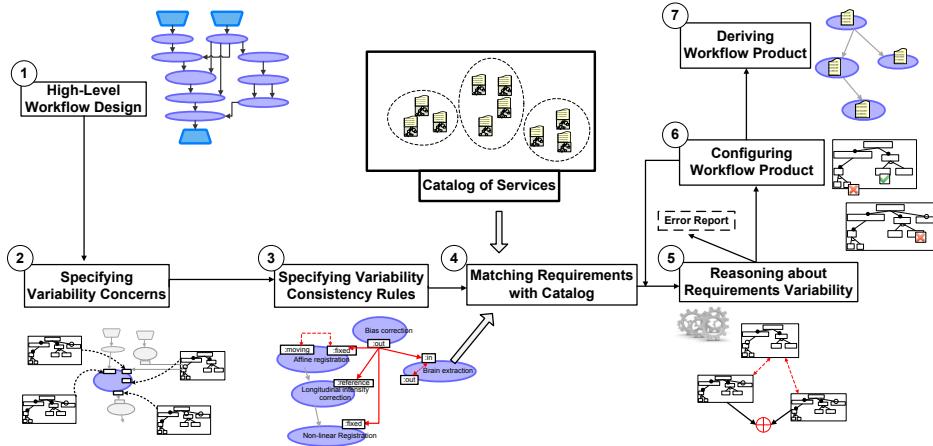 1
High-Level
Workflow Design
Catalog of Services
7
Deriving
Workflow Product
6
Configuring
Workflow Product
Error Report
2
Specifying
Variability Concerns
3
Specifying Variability
Consistency Rules
4
Matching Requirements
with Catalog
5
Reasoning about
Requirements Variability
Bias correction
:out
:moving
:fixed
Affine registration
:in
Brain extraction
:out
:reference
Longitudinal intensity
correction
:fixed
Non-linear Registration